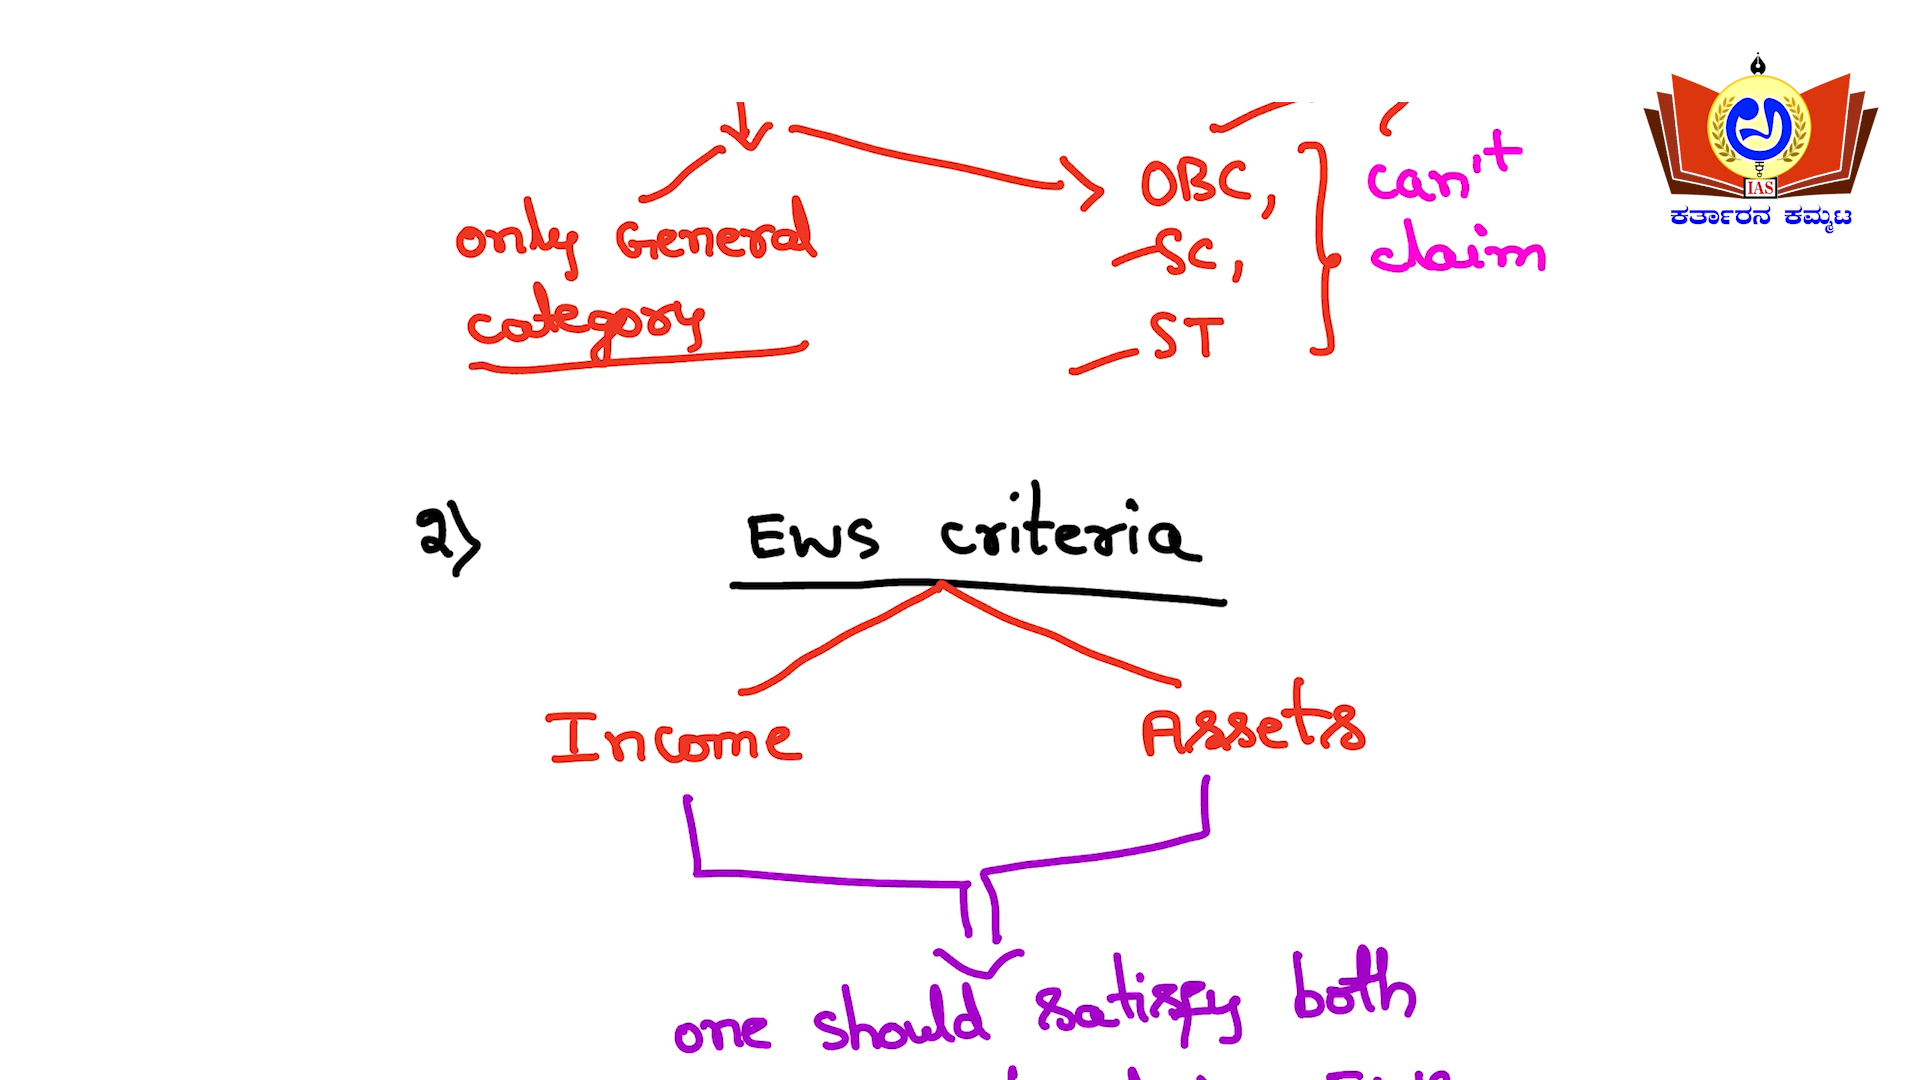 OBC, can't
only General SC, claim
category ST
2) EWS criteria
Income Assets
one should satisfy both
IAS
ಕರ್ತಾರನ ಕಮ್ಮಟ